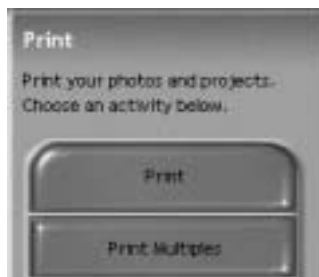 Print
Print your photos and projects.
Choose an activity below.
Print
Print Multiples